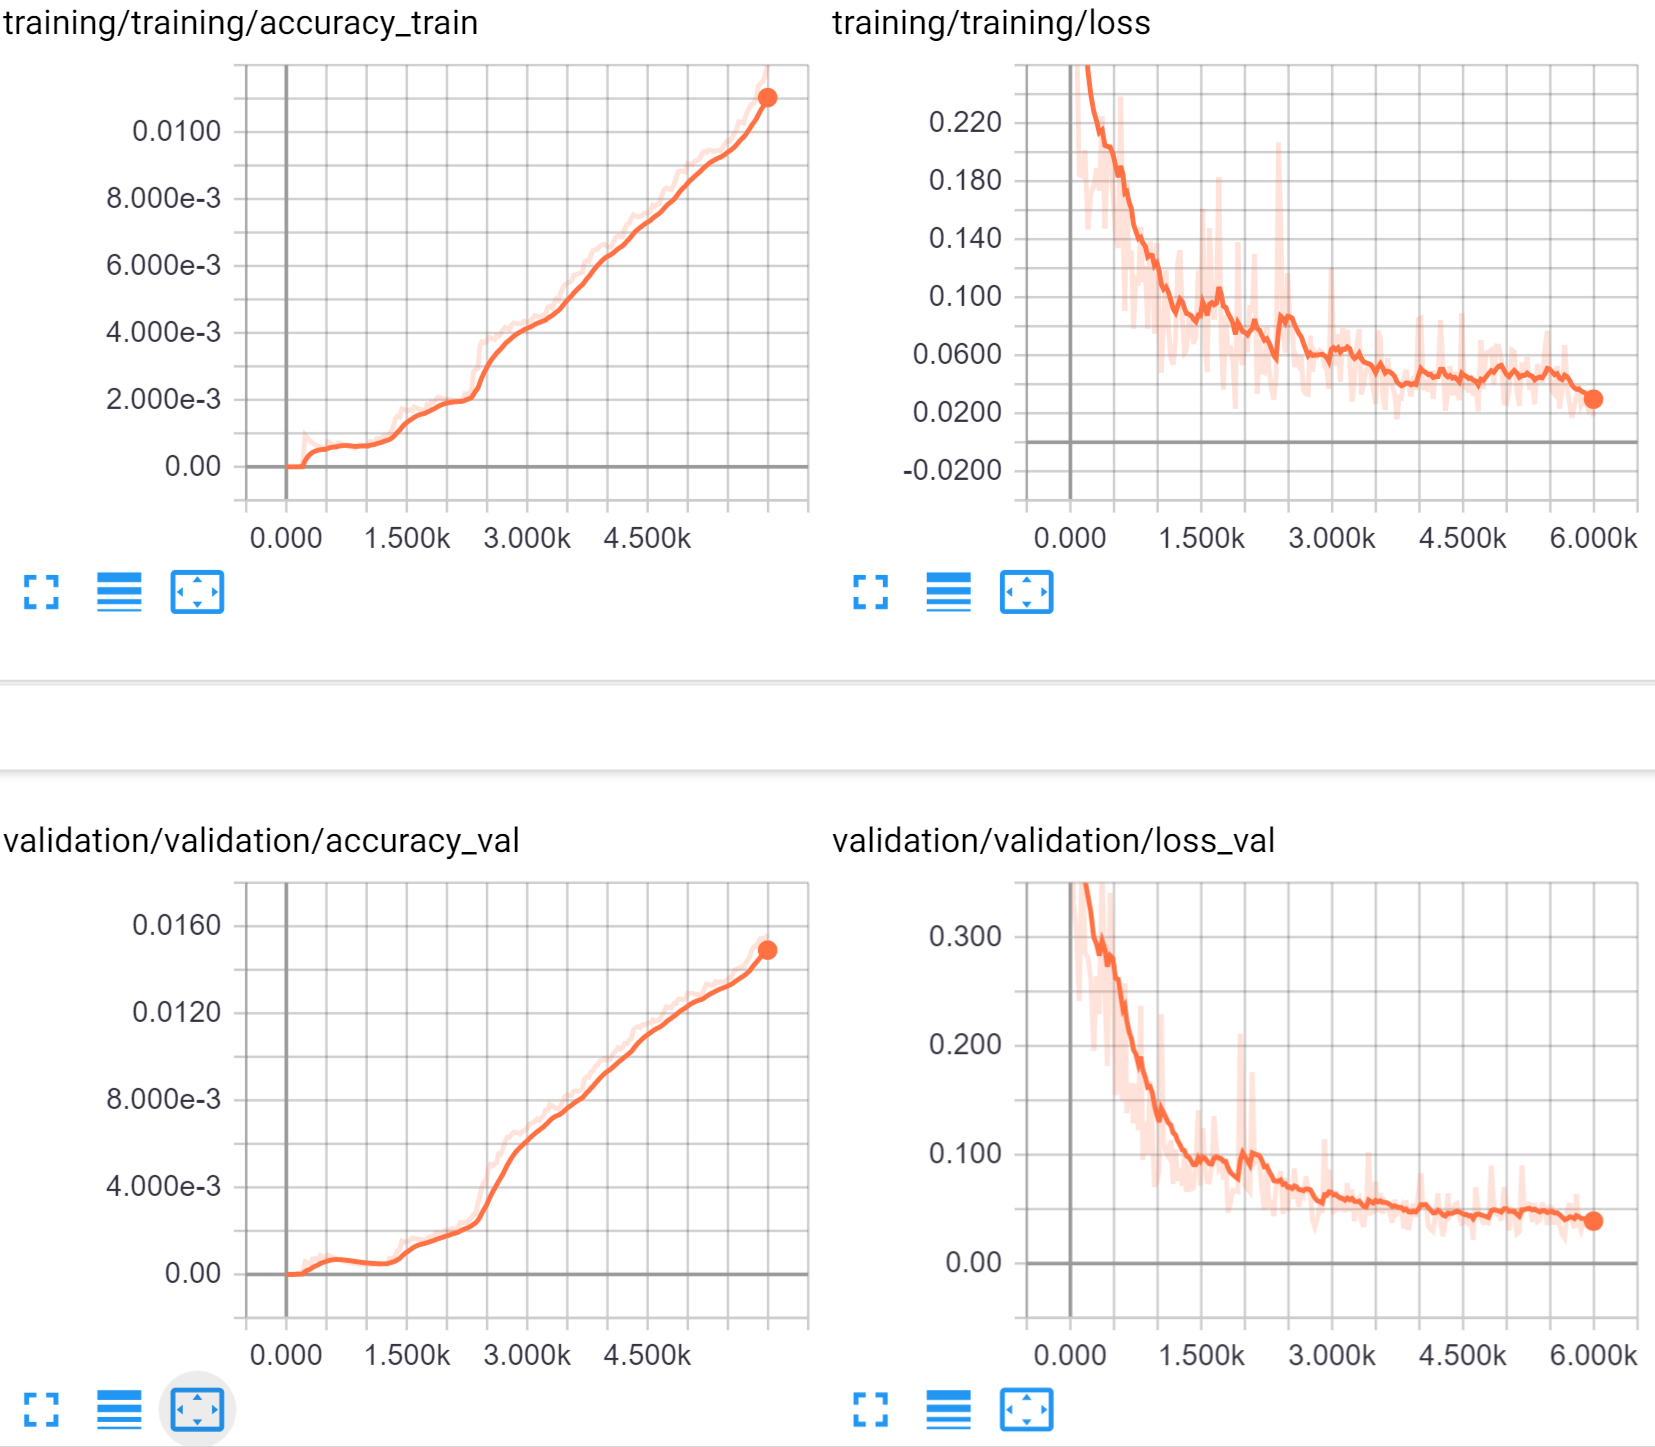 training/training/accuracy_train
0.0100
8.000e-3
6.000e-3
4.000e-3
2.000e-3
0.00
0.000 1.500k 3.000k 4.500k
training/training/loss
0.220
0.180
0.140
0.100
0.0600
0.0200
-0.0200
0.000 1.500k 3.000k 4.500k 6.000k
validation/validation/accuracy_val
0.0160
0.0120
8.000e-3
4.000e-3
0.00
0.000 1.500k 3.000k 4.500k
validation/validation/loss_val
0.300
0.200
0.100
0.00
0.000 1.500k 3.000k 4.500k 6.000k